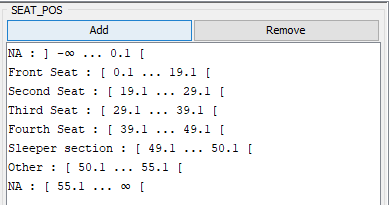 SEAT_POS
Add Remove
NA : ] -∞ ... 0.1 [
Front Seat : [ 0.1 ... 19.1 [
Second Seat : [ 19.1 ... 29.1 [
Third Seat : [ 29.1 ... 39.1 [
Fourth Seat : [ 39.1 ... 49.1 [
Sleeper section : [ 49.1 ... 50.1 [
Other : [ 50.1 ... 55.1 [
NA : [ 55.1 ... ∞ [